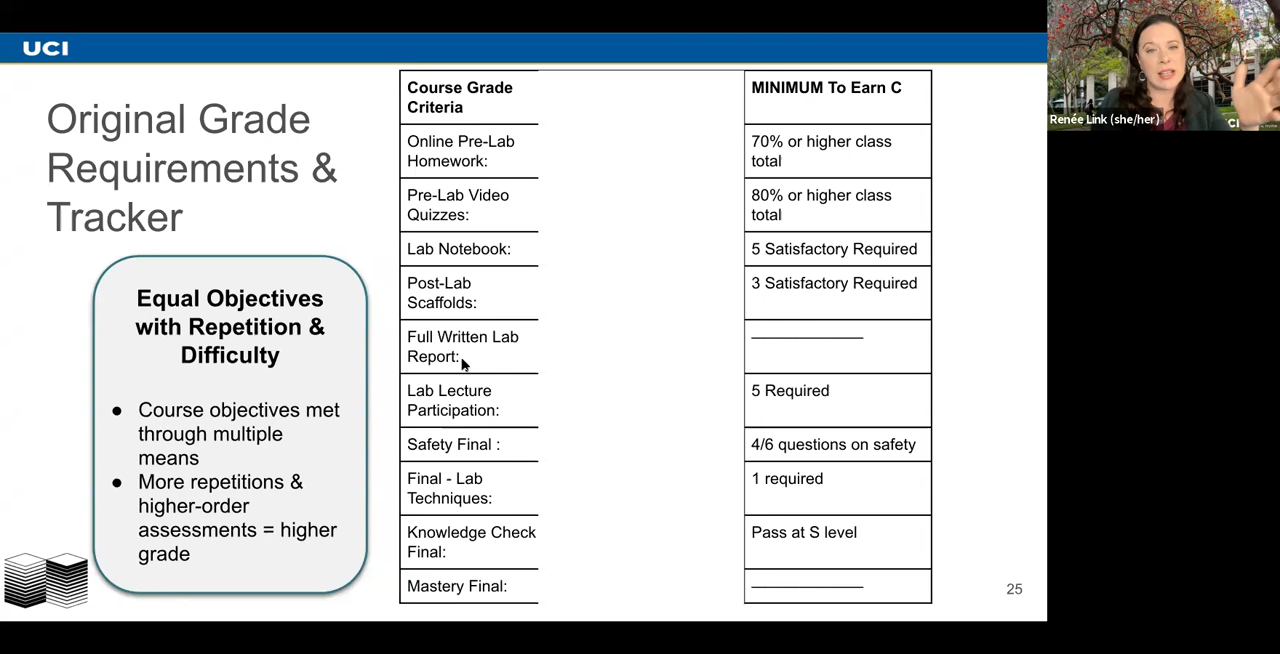 UCI
Original Grade
Requirements &
Tracker
Equal Objectives
with Repetition &
Difficulty
● Course objectives met
through multiple
means
● More repetitions &
higher-order
assessments = higher
grade
Course Grade
Criteria
MINIMUM To Earn C
Online Pre-Lab
Homework:
70% or higher class
total
Pre-Lab Video
Quizzes:
80% or higher class
total
Lab Notebook:
5 Satisfactory Required
Post-Lab
Scaffolds:
3 Satisfactory Required
Full Written Lab
Report:
Lab Lecture
Participation:
5 Required
Safety Final :
4/6 questions on safety
Final - Lab
Techniques:
1 required
Knowledge Check
Final:
Pass at S level
Mastery Final:
25
Renée Link (she/her)
CI